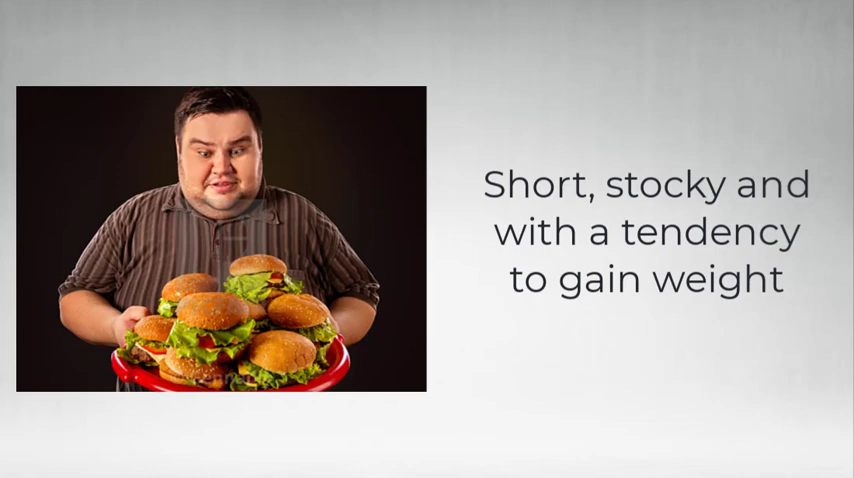 Short, stocky and
with a tendency
to gain weight